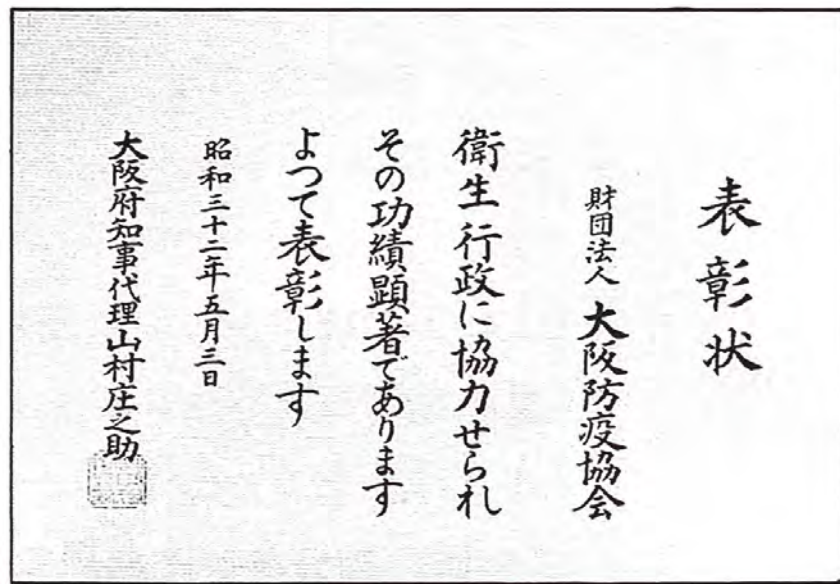 表彰状
財団法人 大阪防疫協会
衛生行政に協力せられ
その功績顕著であります
よつて表彰します
昭和三十二年五月三日
大阪府知事代理山村庄之助